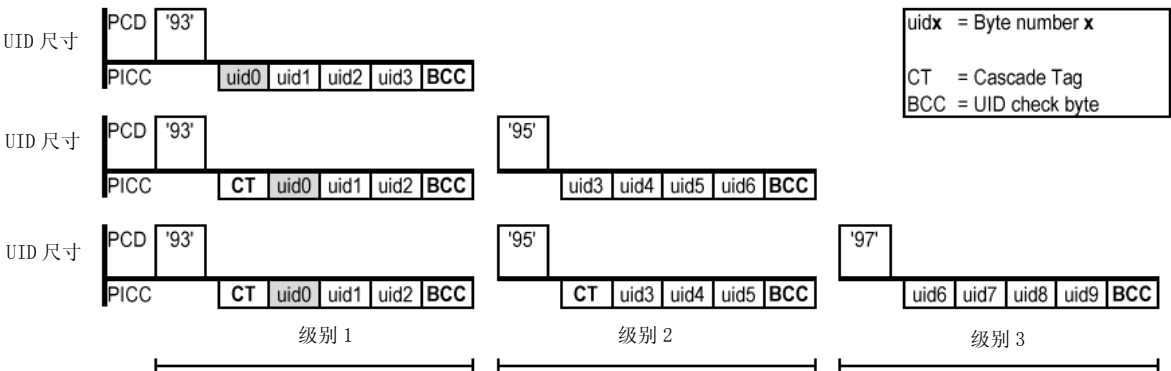 PCD '93'
UID 尺寸
PICC uid0 uid1 uid2 uid3 BCC
uidx = Byte number x
CT = Cascade Tag
BCC = UID check byte
PCD '93' '95'
UID 尺寸
PICC CT uid0 uid1 uid2 BCC uid3 uid4 uid5 uid6 BCC
PCD '93' '95' '97'
UID 尺寸
PICC CT uid0 uid1 uid2 BCC CT uid3 uid4 uid5 BCC uid6 uid7 uid8 uid9 BCC
级别 1 级别 2 级别 3